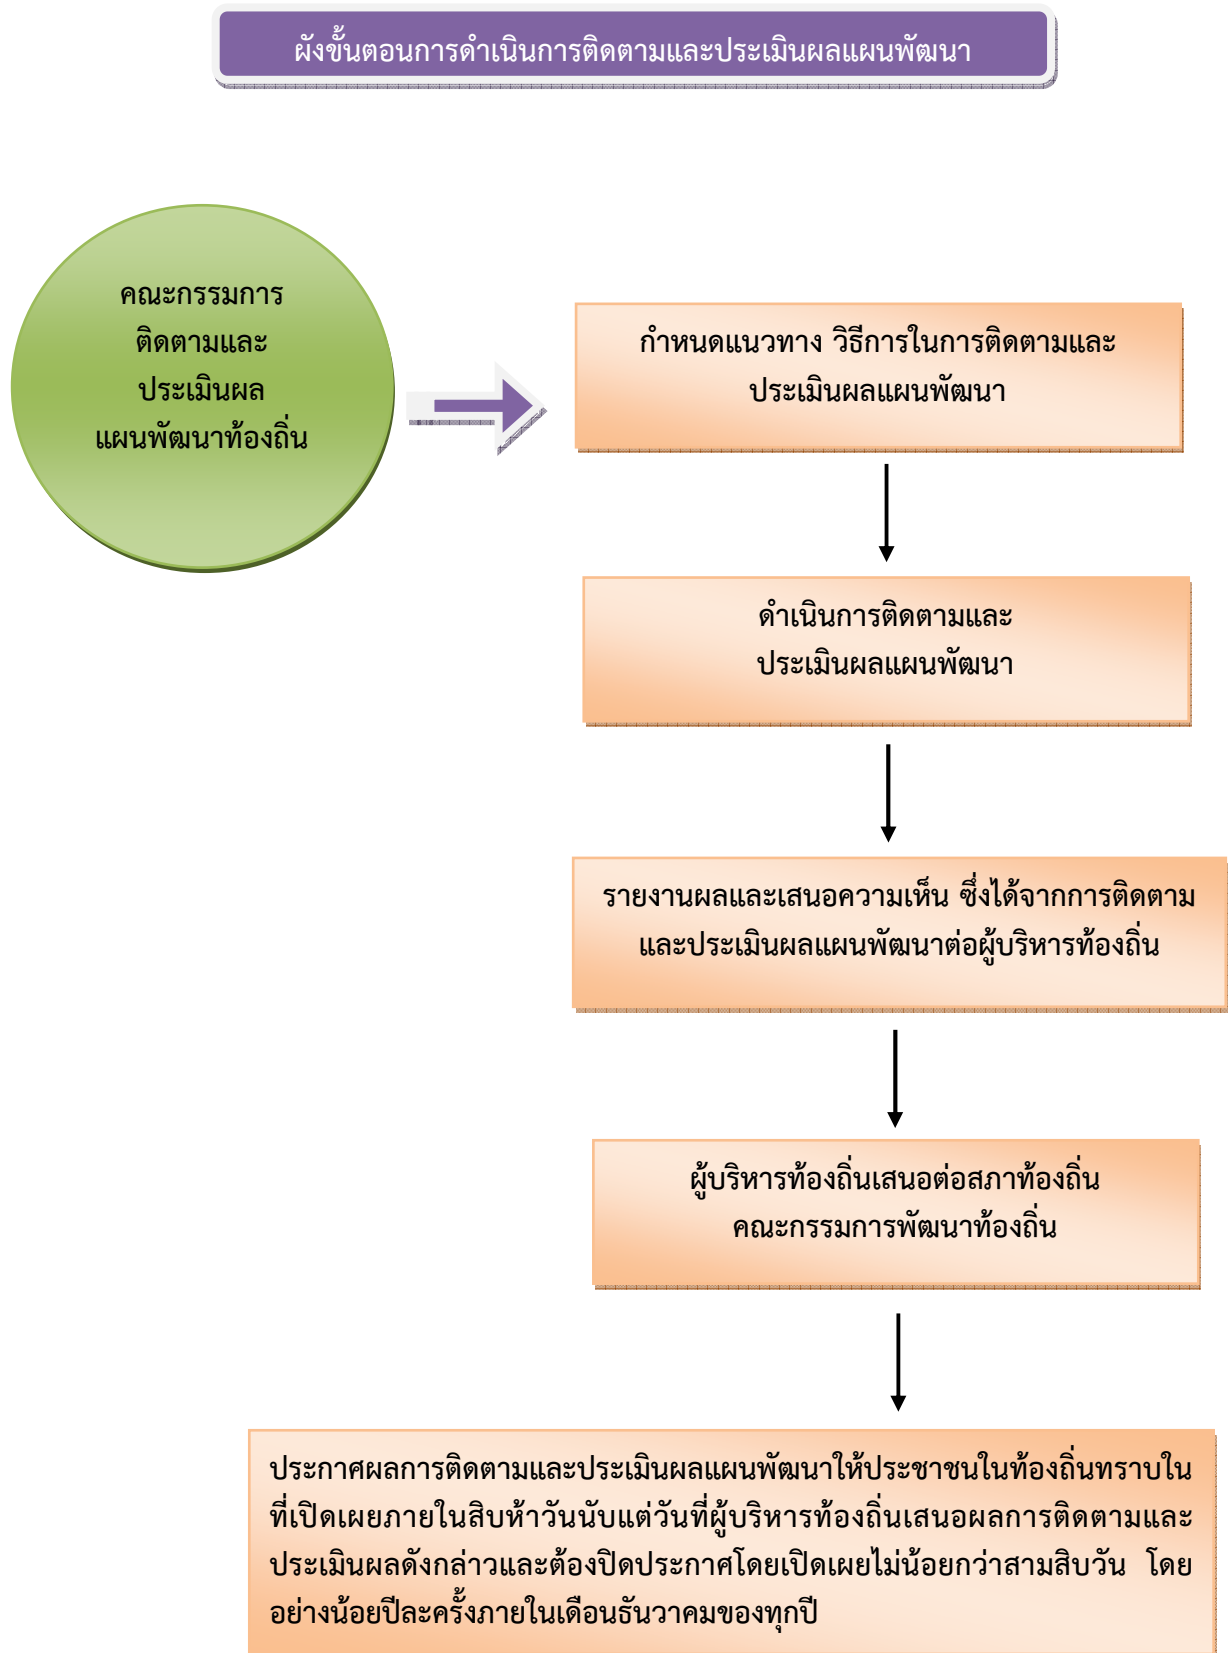 ผังขั้นตอนการดำเนินการติดตามและประเมินผลแผนพัฒนา
คณะกรรมการ
ติดตามและ
ประเมินผล
แผนพัฒนาท้องถิ่น
กำหนดแนวทาง วิธีการในการติดตามและ
ประเมินผลแผนพัฒนา
ดำเนินการติดตามและ
ประเมินผลแผนพัฒนา
รายงานผลและเสนอความเห็น ซึ่งได้จากการติดตาม
และประเมินผลแผนพัฒนาต่อผู้บริหารท้องถิ่น
ผู้บริหารท้องถิ่นเสนอต่อสภาท้องถิ่น
คณะกรรมการพัฒนาท้องถิ่น
ประกาศผลการติดตามและประเมินผลแผนพัฒนาให้ประชาชนในท้องถิ่นทราบใน
ที่เปิดเผยภายในสิบห้าวันนับแต่วันที่ผู้บริหารท้องถิ่นเสนอผลการติดตามและ
ประเมินผลดังกล่าวและต้องปิดประกาศโดยเปิดเผยไม่น้อยกว่าสามสิบวัน โดย
อย่างน้อยปีละครั้งภายในเดือนธันวาคมของทุกปี